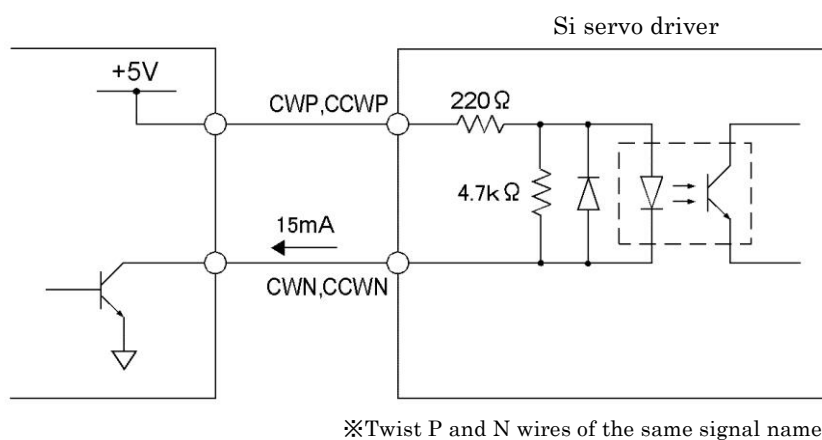 Si servo driver
+5V
CWP,CCWP
220Ω
4.7kΩ
15mA
CWN,CCWN
※Twist P and N wires of the same signal name